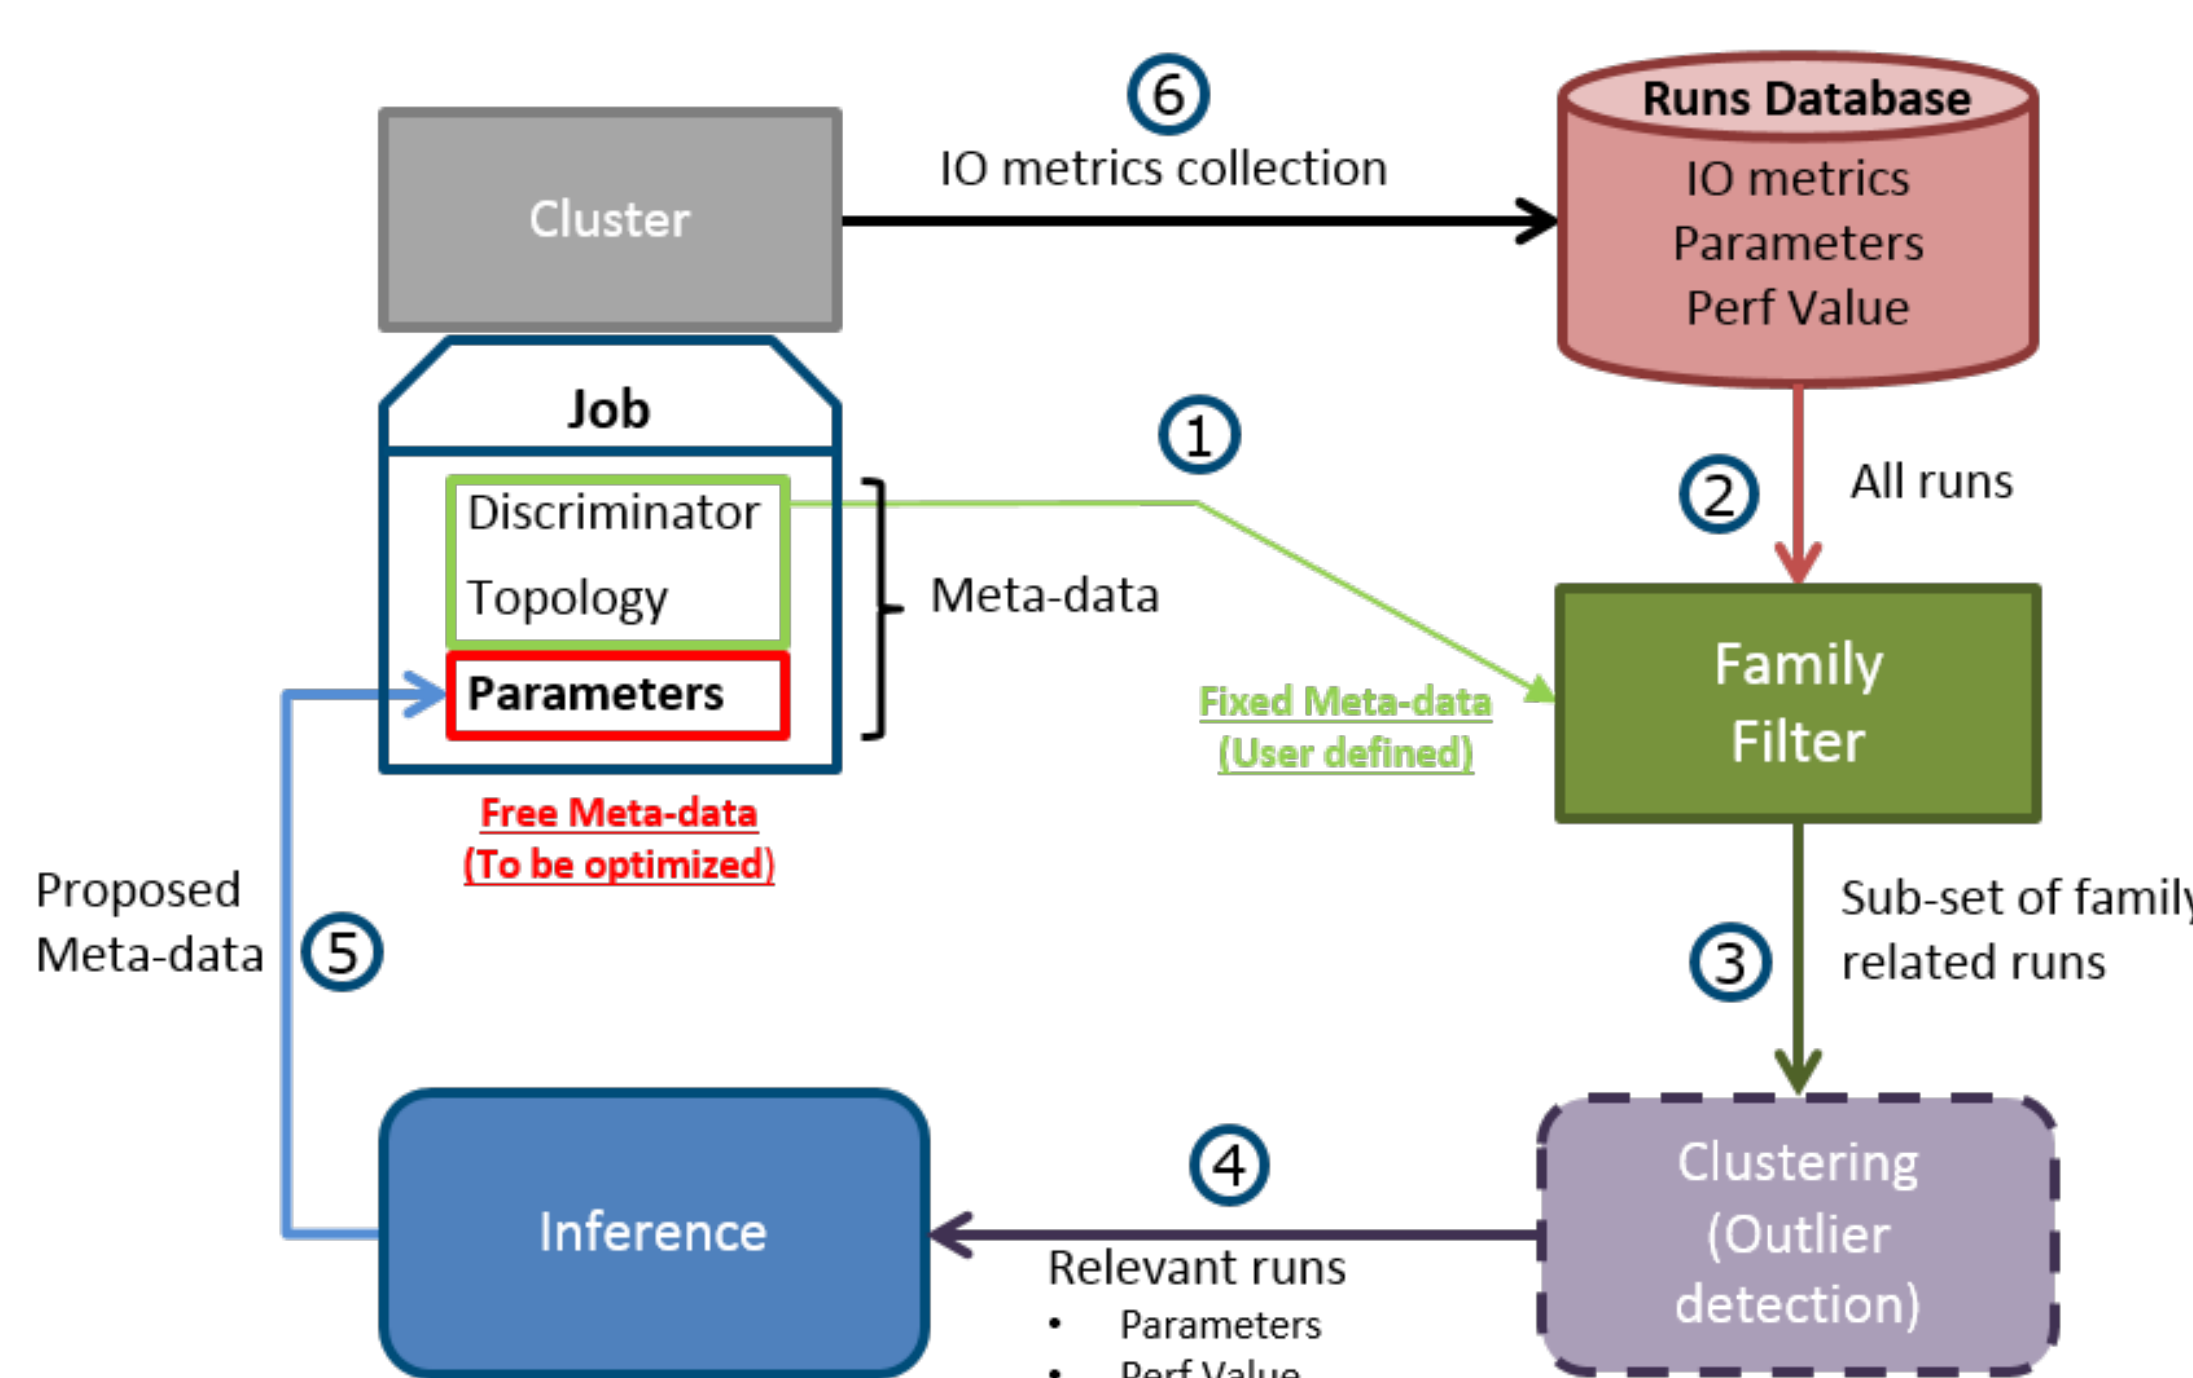 6
IO metrics collection
Cluster
Runs Database
IO metrics
Parameters
Perf Value
Job
Discriminator
Topology
Parameters
Meta-data
1
2
All runs
Fixed Meta-data
(User defined)
Family
Filter
Free Meta-data
(To be optimized)
Proposed
Meta-data
5
3
Sub-set of family
related runs
Inference
4
Relevant runs
• Parameters
• Perf Value
Clustering
(Outlier
detection)